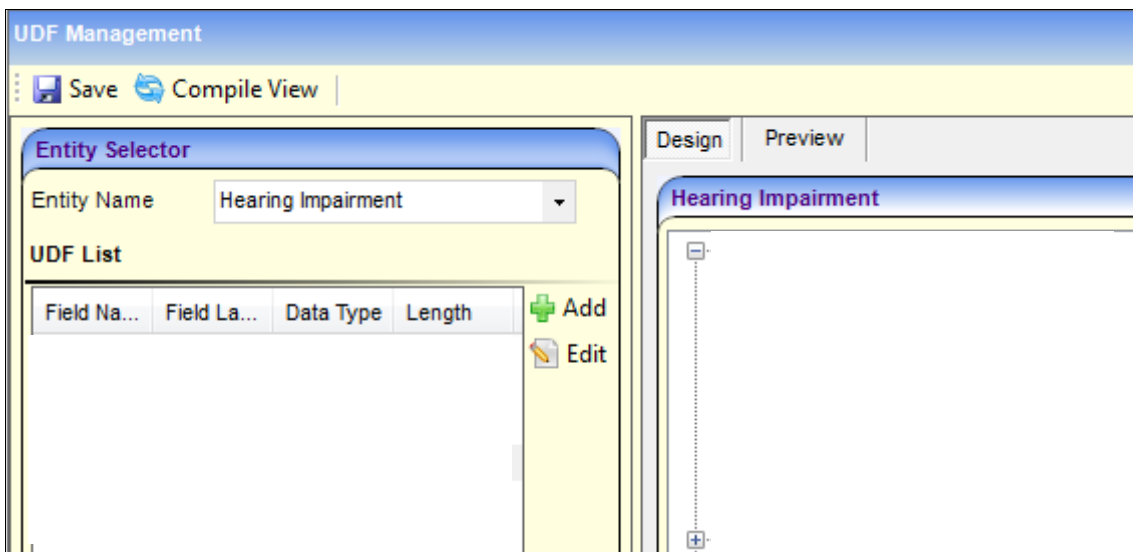 UDF Management
Save Compile View
Entity Selector
Entity Name Hearing Impairment
UDF List
Field Na... Field La... Data Type Length
Add
Edit
Design Preview
Hearing Impairment